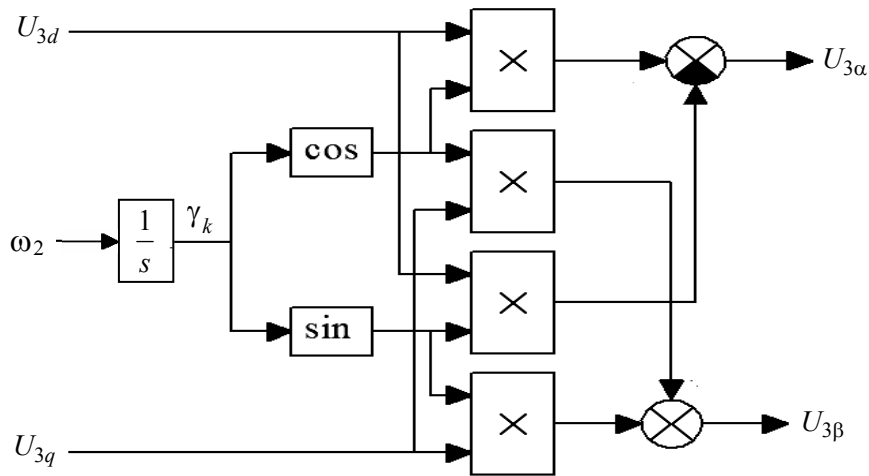 U₃d
×
U₃α
cos
×
γₖ
ω₂
1/s
×
sin
×
U₃q
U₃β